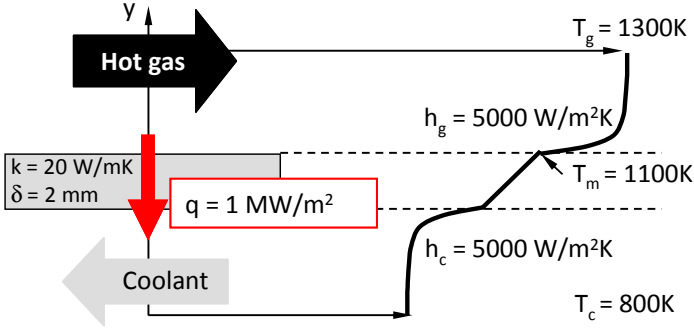 y
T_g = 1300K
Hot gas
h_g = 5000 W/m²K
k = 20 W/mK
δ = 2 mm
T_m = 1100K
q = 1 MW/m²
h_c = 5000 W/m²K
Coolant
T_c = 800K